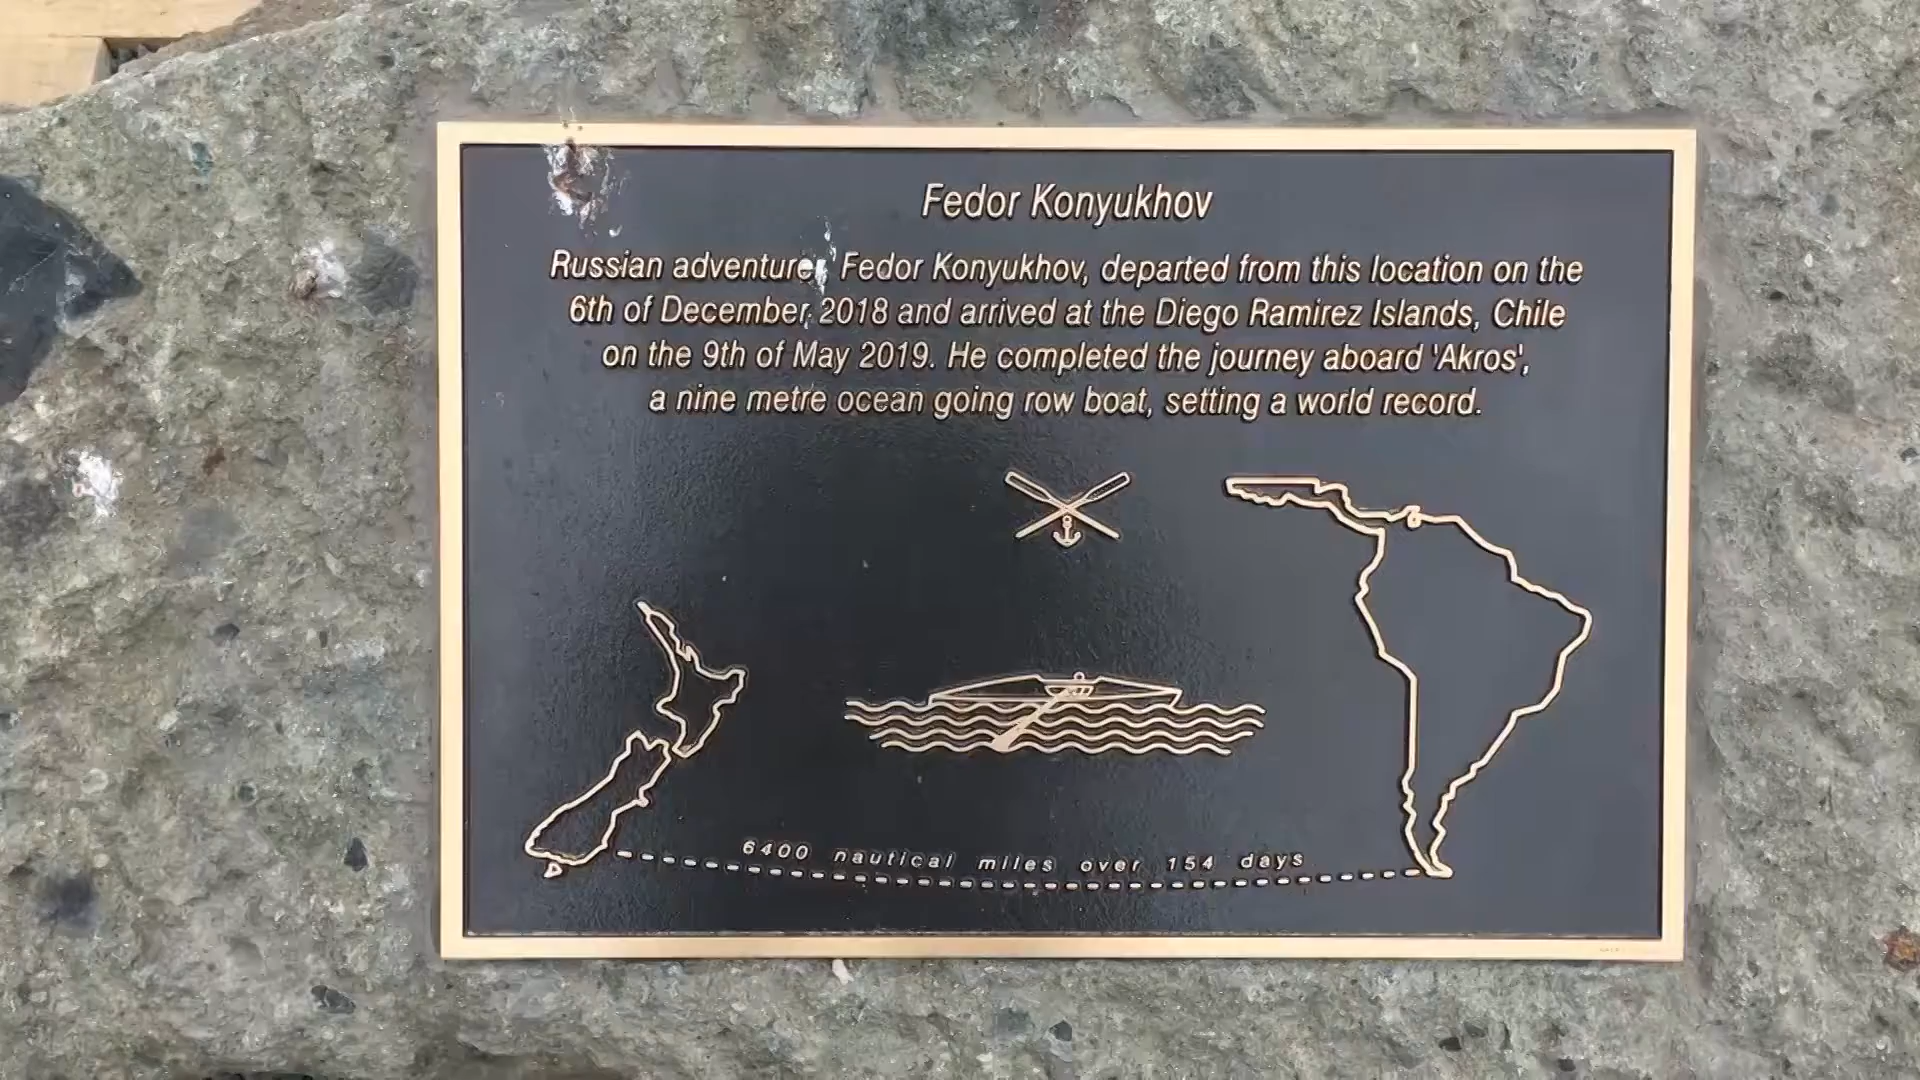 Fedor Konyukhov
Russian adventurer Fedor Konyukhov, departed from this location on the
6th of December 2018 and arrived at the Diego Ramirez Islands, Chile
on the 9th of May 2019. He completed the journey aboard 'Akros',
a nine metre ocean going row boat, setting a world record.
6400 nautical miles over 154 days